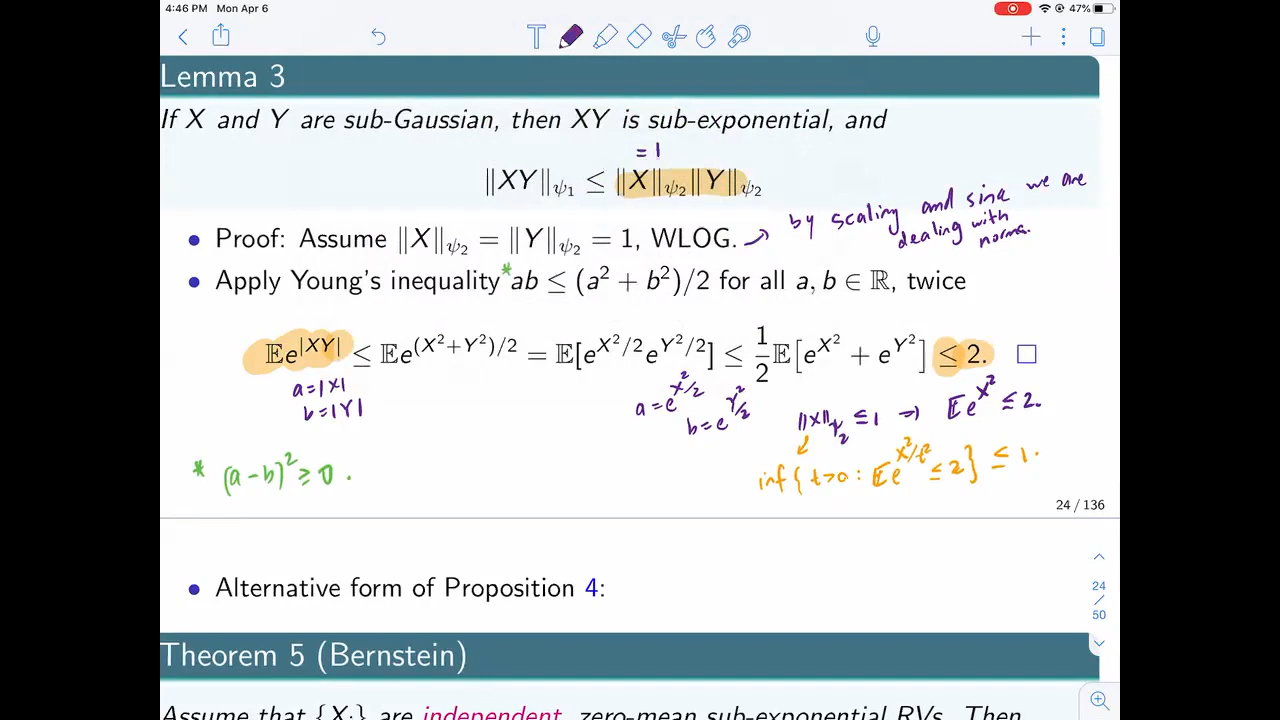 4:46 PM Mon Apr 6
47%
Lemma 3
If X and Y are sub-Gaussian, then XY is sub-exponential, and
= 1
‖XY‖ψ₁ ≤ ‖X‖ψ₂‖Y‖ψ₂
• Proof: Assume ‖X‖ψ₂ = ‖Y‖ψ₂ = 1, WLOG.
by scaling and since we are
dealing with
norms.
• Apply Young's inequality* ab ≤ (a² + b²)/2 for all a, b ∈ ℝ, twice
𝔼e^{|XY|} ≤ 𝔼e^{(X²+Y²)/2} = 𝔼[e^{X²/2}e^{Y²/2}] ≤ 1/2 𝔼[e^{X²} + e^{Y²}] ≤ 2. □
a = |X|
b = |Y|
a = e^{X²/2}
b = e^{Y²/2}
‖X‖ψ₂ ≤ 1 ⇒ 𝔼e^{X²} ≤ 2.
* (a-b)² ≥ 0.
inf{t>0 : 𝔼e^{X²/t²} ≤ 2} ≤ 1.
24 / 136
• Alternative form of Proposition 4:
24
/
50
Theorem 5 (Bernstein)
Assume that {Xᵢ} are independent, zero-mean sub-exponential RVs. Then